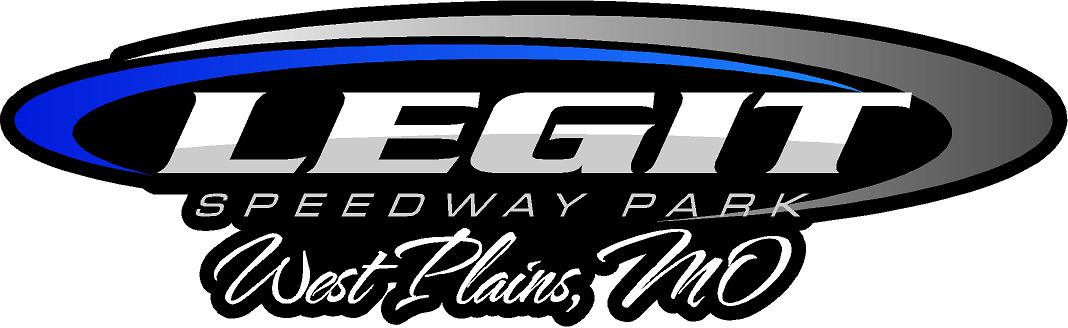 LEGIT
SPEEDWAY PARK
West Plains, MO